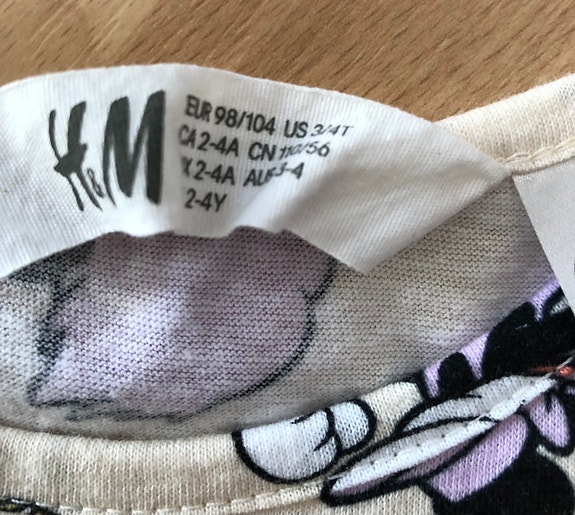 H&M
EUR 98/104 US 3/4T
CA 2-4A CN 110/56
X 2-4A AU 3-4
2-4Y